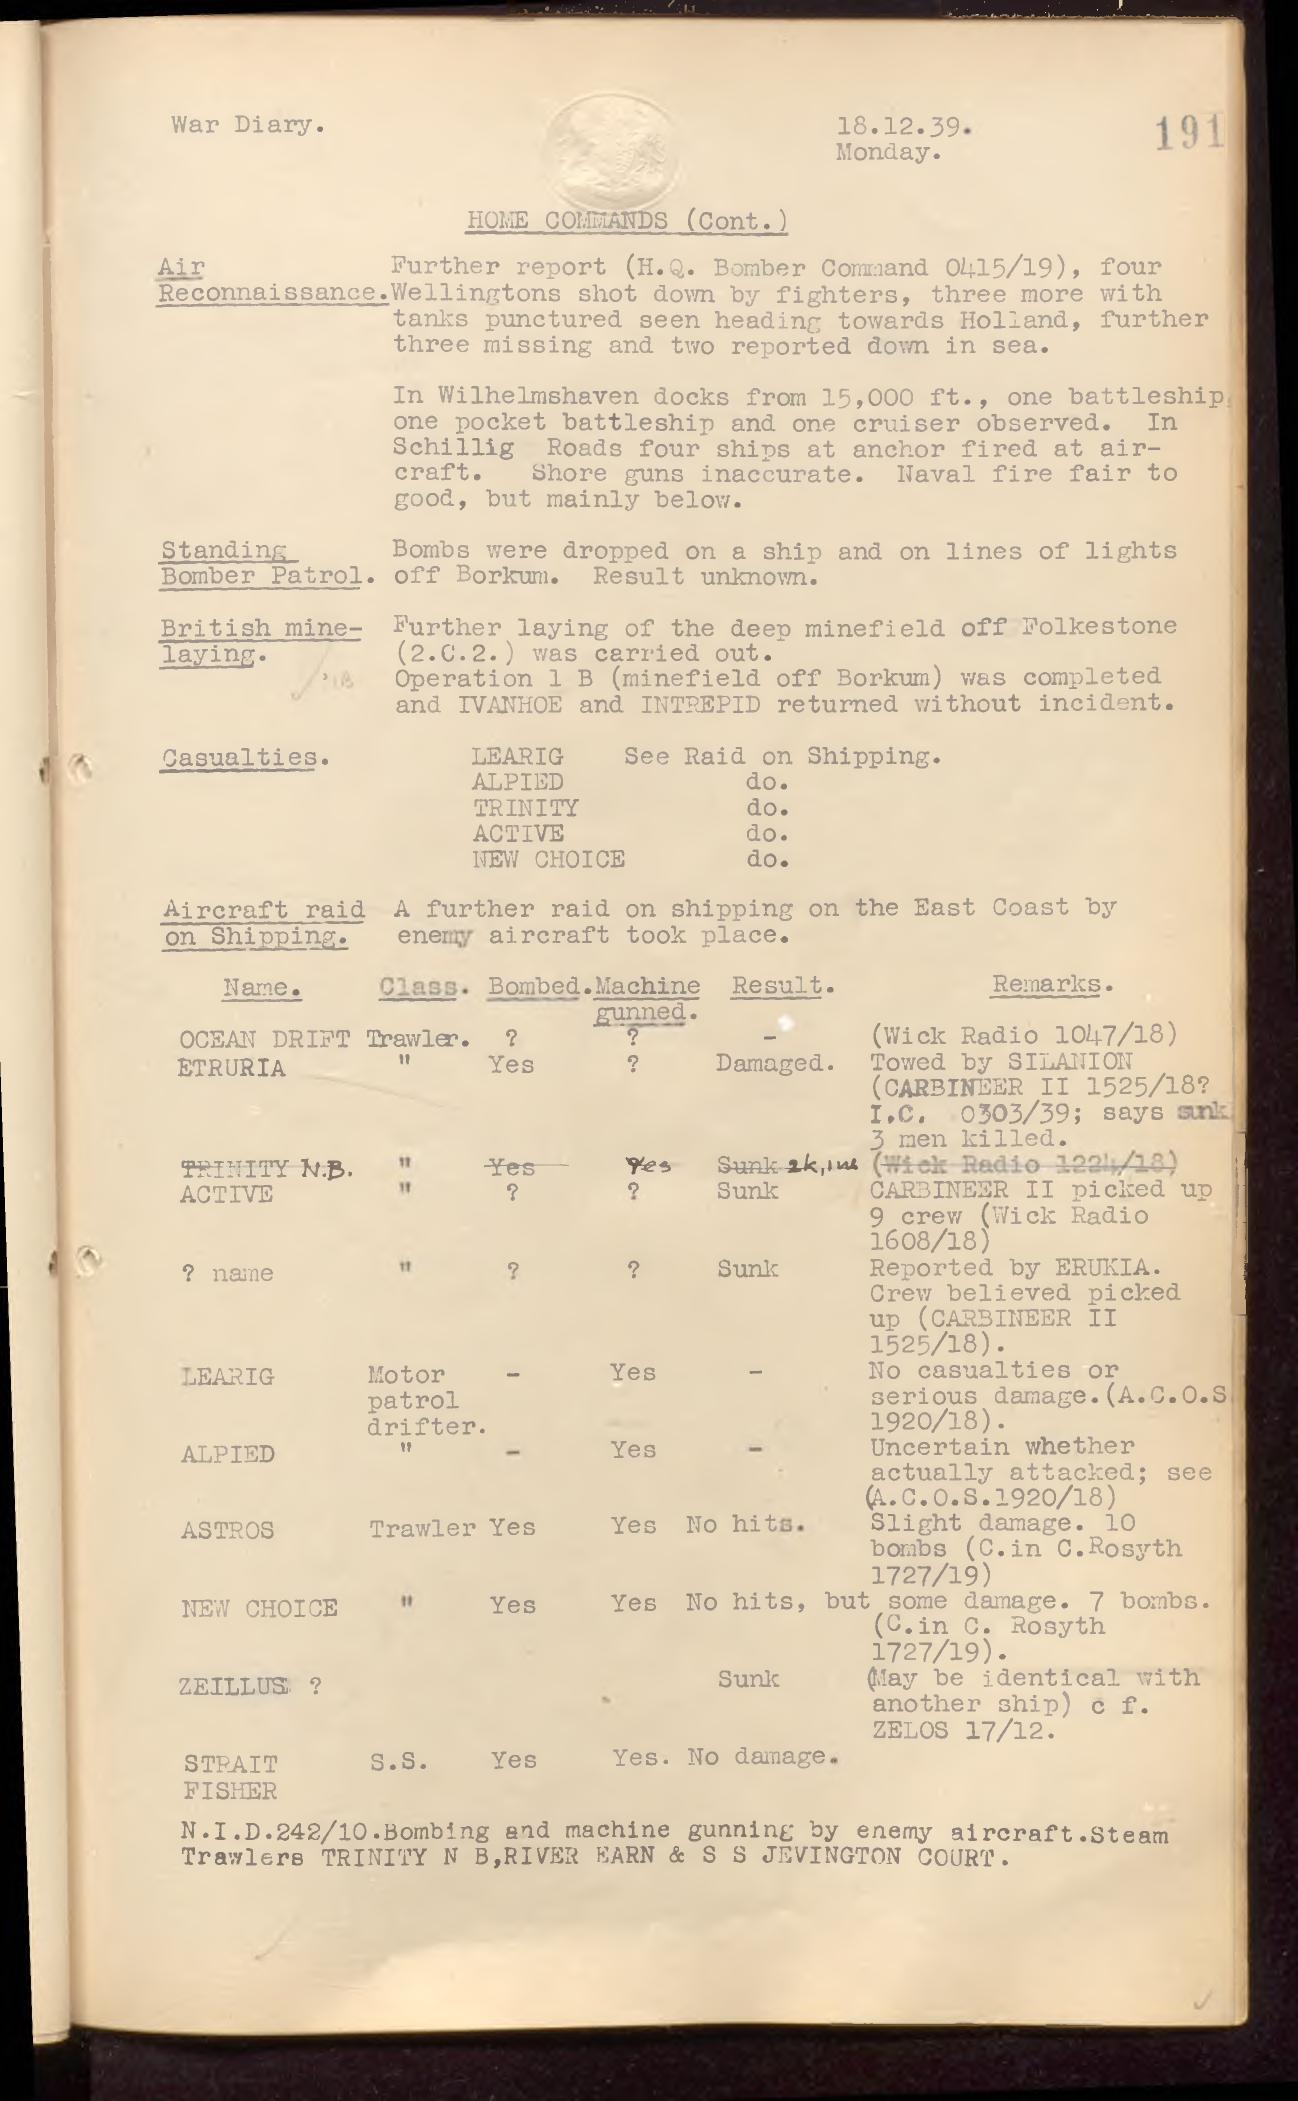 War Diary.
18.12.39.
Monday.
191
HOME COMMANDS (Cont.)
Air Further report (H.Q. Bomber Command 0415/19), four
Reconnaissance. Wellingtons shot down by fighters, three more with
tanks punctured seen heading towards Holland, further
three missing and two reported down in sea.
In Wilhelmshaven docks from 15,000 ft., one battleship,
one pocket battleship and one cruiser observed. In
Schillig Roads four ships at anchor fired at air-
craft. Shore guns inaccurate. Naval fire fair to
good, but mainly below.
Standing Bombs were dropped on a ship and on lines of lights
Bomber Patrol. off Borkum. Result unknown.
British mine- Further laying of the deep minefield off Folkestone
laying. (2.C.2.) was carried out.
Operation 1 B (minefield off Borkum) was completed
and IVANHOE and INTREPID returned without incident.
Casualties. LEARIG See Raid on Shipping.
ALPIED do.
TRINITY do.
ACTIVE do.
NEW CHOICE do.
Aircraft raid A further raid on shipping on the East Coast by
on Shipping. enemy aircraft took place.
Name. Class. Bombed. Machine Result. Remarks.
gunned.
OCEAN DRIFT Trawler. ? ? - (Wick Radio 1047/18)
ETRURIA " Yes ? Damaged. Towed by SILANION
(CARBINEER II 1525/18?
I.C. 0303/39; says sunk
3 men killed.
TRINITY N.B. " Yes Yes Sunk 2k, (Wick Radio 1224/18)
ACTIVE " ? ? Sunk CARBINEER II picked up
9 crew (Wick Radio
1608/18)
? name " ? ? Sunk Reported by ERUKIA.
Crew believed picked
up (CARBINEER II
1525/18).
LEARIG Motor - Yes - No casualties or
patrol serious damage.(A.C.O.S
drifter. 1920/18).
ALPIED " - Yes - Uncertain whether
actually attacked; see
(A.C.O.S.1920/18)
ASTROS Trawler Yes Yes No hits. Slight damage. 10
bombs (C.in C.Rosyth
1727/19)
NEW CHOICE " Yes Yes No hits, but some damage. 7 bombs.
(C.in C. Rosyth
1727/19).
ZEILLUS ? Sunk (May be identical with
another ship) c f.
ZELOS 17/12.
STRAIT S.S. Yes Yes. No damage.
FISHER
N.I.D.242/10.Bombing and machine gunning by enemy aircraft.Steam
Trawlers TRINITY N B,RIVER EARN & S S JEVINGTON COURT.